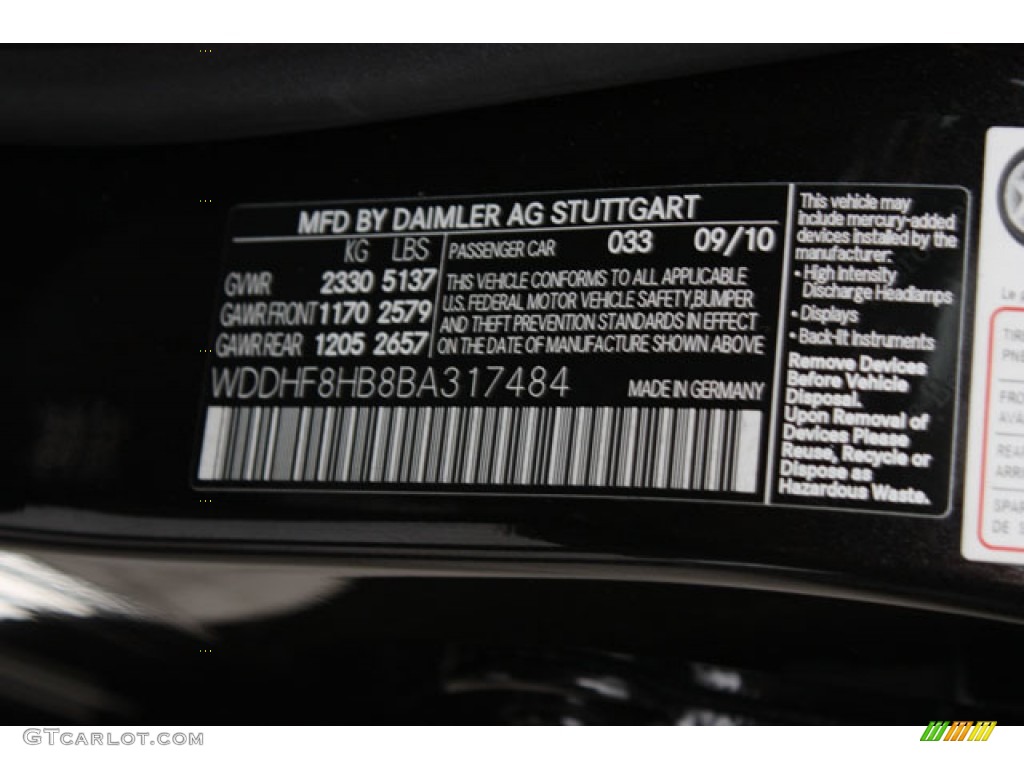 MFD BY DAIMLER AG STUTTGART
KG LBS
GVWR 2330 5137
GAWR FRONT 1170 2579
GAWR REAR 1205 2657
PASSENGER CAR 033 09/10
THIS VEHICLE CONFORMS TO ALL APPLICABLE
U.S. FEDERAL MOTOR VEHICLE SAFETY,BUMPER
AND THEFT PREVENTION STANDARDS IN EFFECT
ON THE DATE OF MANUFACTURE SHOWN ABOVE
WDDHF8HB8BA317484 MADE IN GERMANY
This vehicle may
include mercury-added
devices installed by the
manufacturer:
• High Intensity
Discharge Headlamps
• Displays
• Back-lit Instruments
Remove Devices
Before Vehicle
Disposal.
Upon Removal of
Devices Please
Reuse, Recycle or
Dispose as
Hazardous Waste.
Le
DE
GTCARLOT.COM